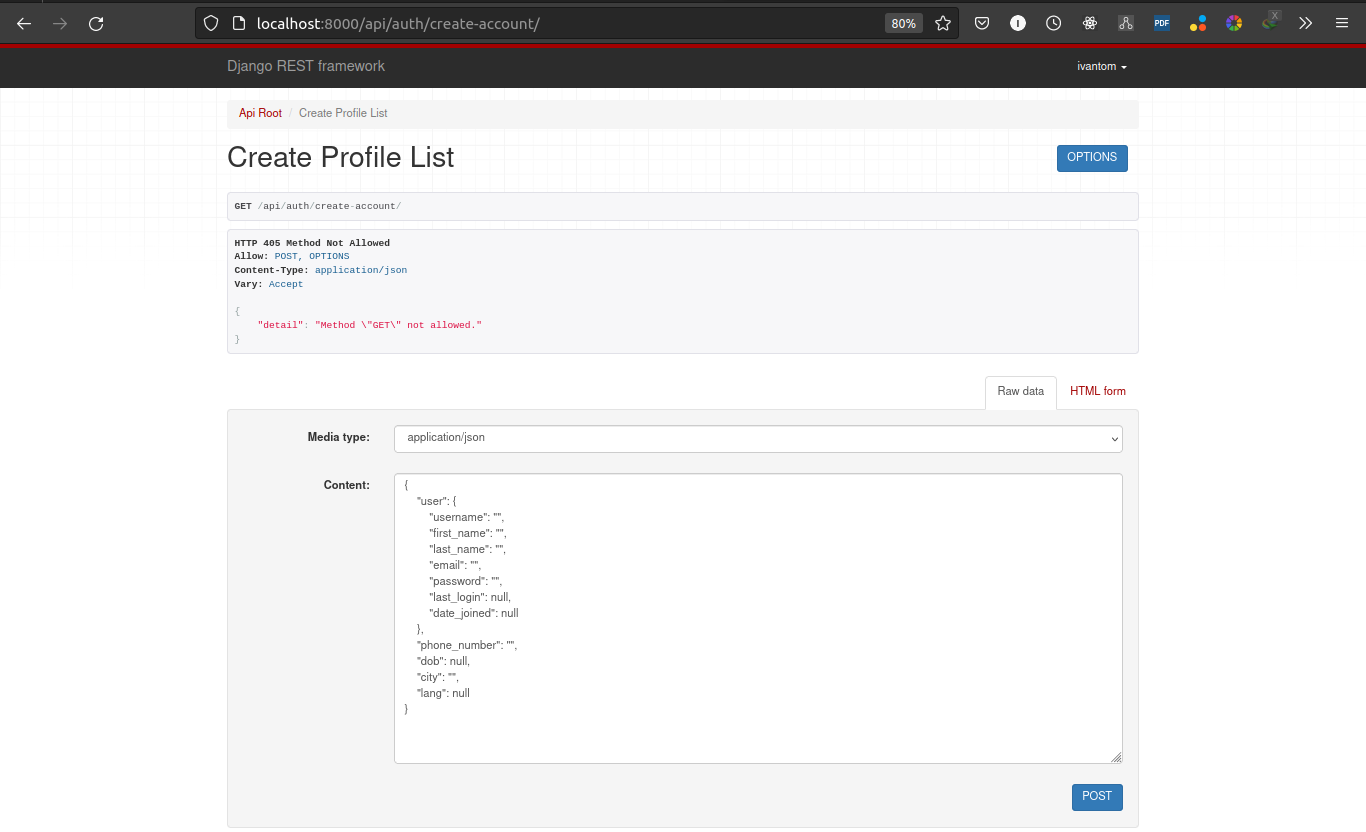 localhost:8000/api/auth/create-account/
80%
PDF
X
Django REST framework
ivantom
Api Root / Create Profile List
Create Profile List
OPTIONS
GET /api/auth/create-account/
HTTP 405 Method Not Allowed
Allow: POST, OPTIONS
Content-Type: application/json
Vary: Accept
{
"detail": "Method \"GET\" not allowed."
}
Raw data
HTML form
Media type:
application/json
Content:
{
"user": {
"username": "",
"first_name": "",
"last_name": "",
"email": "",
"password": "",
"last_login": null,
"date_joined": null
},
"phone_number": "",
"dob": null,
"city": "",
"lang": null
}
POST